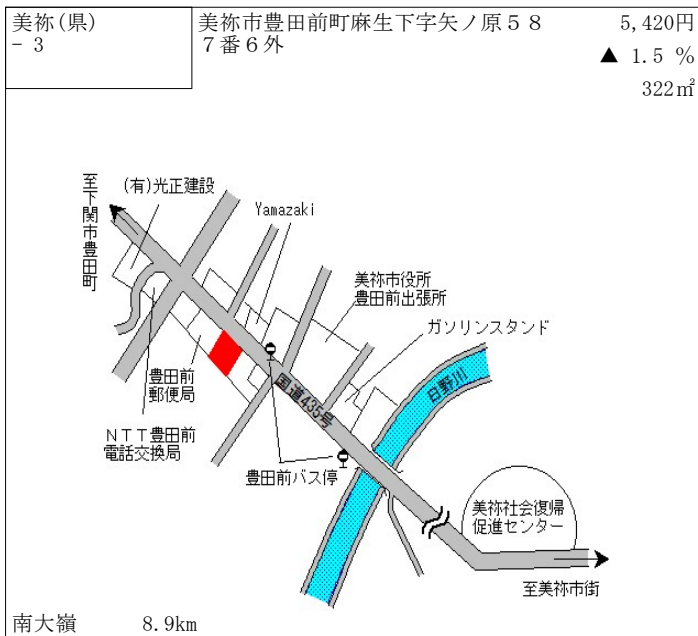 美祢(県)
－３
美祢市豊田前町麻生下字矢ノ原５８
７番６外
5,420円
▲ 1.5 %
322㎡
至下関市豊田町
(有)光正建設
Yamazaki
美祢市役所
豊田前出張所
ガソリンスタンド
豊田前
郵便局
国道435号
日野川
ＮＴＴ豊田前
電話交換局
豊田前バス停
美祢社会復帰
促進センター
至美祢市街
南大嶺 8.9km